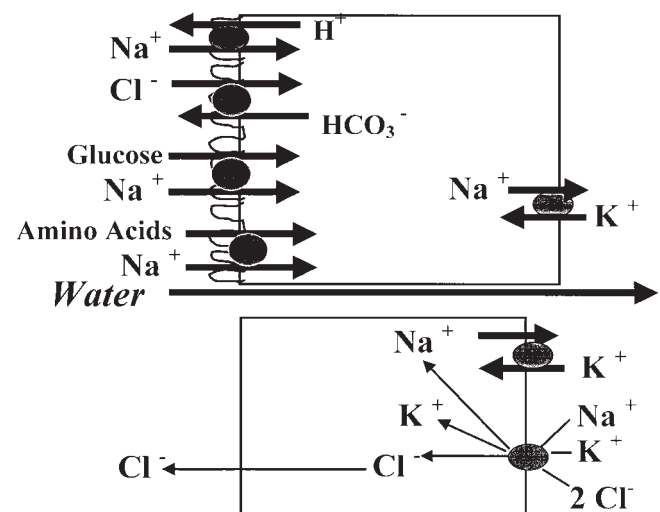 H+
Na+
Cl-
HCO3-
Glucose
Na+
Na+
K+
Amino Acids
Na+
Water
Na+
K+
K+
Na+
K+
Cl-
Cl-
2 Cl-